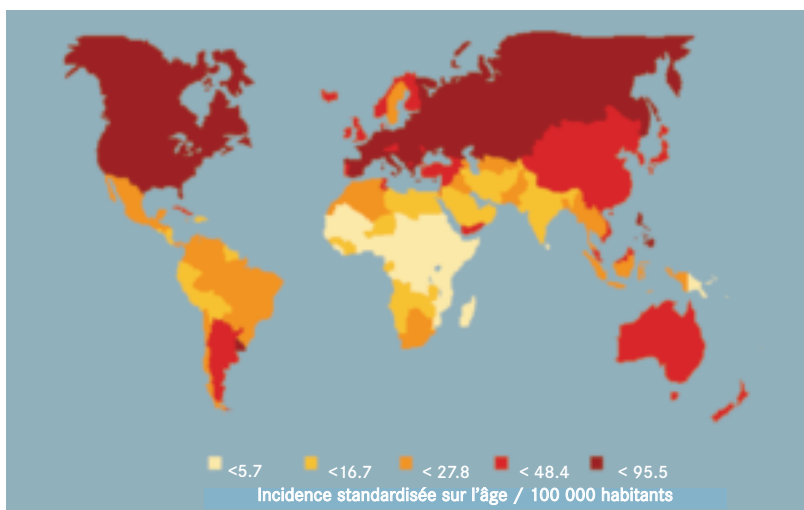 <5.7 <16.7 < 27.8 < 48.4 < 95.5
Incidence standardisée sur l'âge / 100 000 habitants